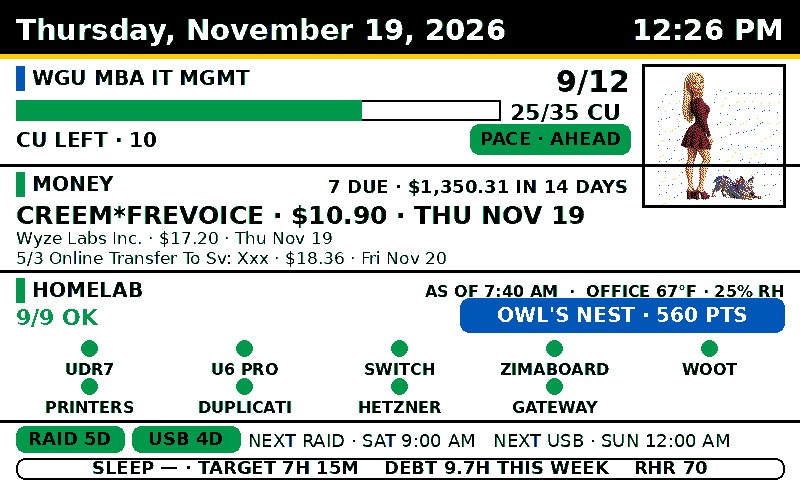 Thursday, November 19, 2026 12:26 PM
WGU MBA IT MGMT 9/12
25/35 CU
CU LEFT · 10 PACE · AHEAD
MONEY 7 DUE · $1,350.31 IN 14 DAYS
CREEM*FREVOICE · $10.90 · THU NOV 19
Wyze Labs Inc. · $17.20 · Thu Nov 19
5/3 Online Transfer To Sv: Xxx · $18.36 · Fri Nov 20
HOMELAB AS OF 7:40 AM · OFFICE 67°F · 25% RH
9/9 OK OWL'S NEST · 560 PTS
UDR7 U6 PRO SWITCH ZIMABOARD WOOT
PRINTERS DUPLICATI HETZNER GATEWAY
RAID 5D USB 4D NEXT RAID · SAT 9:00 AM NEXT USB · SUN 12:00 AM
SLEEP — · TARGET 7H 15M DEBT 9.7H THIS WEEK RHR 70